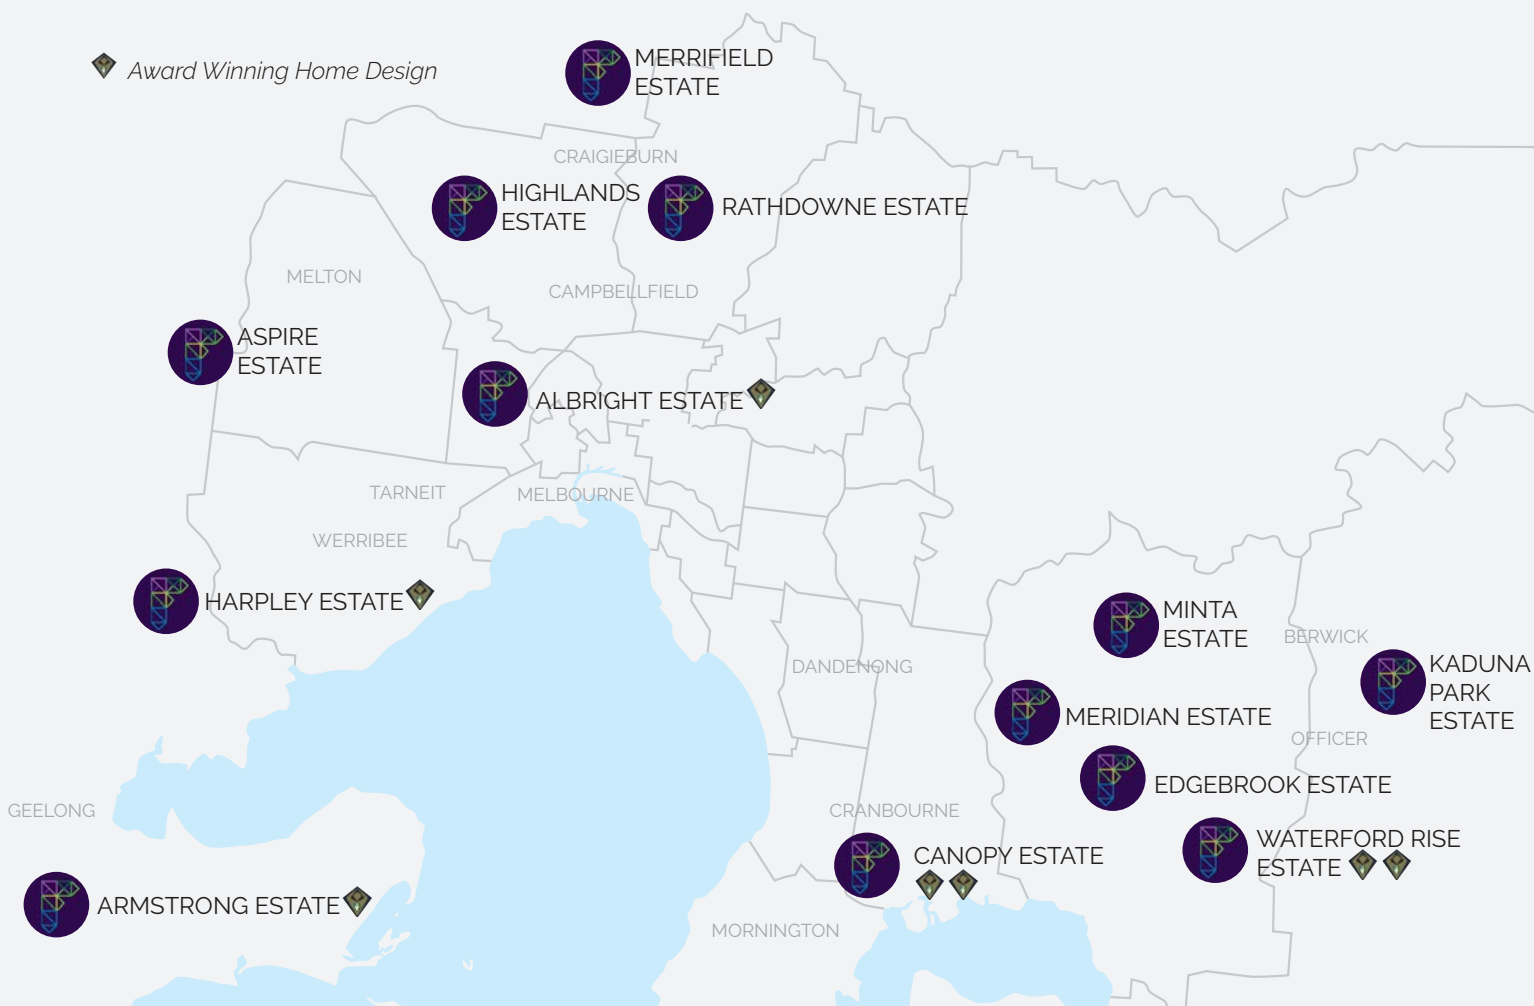 MERRIFIELD
ESTATE
Award Winning Home Design
CRAIGIEBURN
HIGHLANDS
ESTATE
RATHDOWNE ESTATE
MELTON
CAMPBELLFIELD
ASPIRE
ESTATE
ALBRIGHT ESTATE
TARNEIT
MELBOURNE
WERRIBEE
HARPLEY ESTATE
MINTA
ESTATE
BERWICK
DANDENONG
KADUNA
PARK
ESTATE
MERIDIAN ESTATE
OFFICER
EDGEBROOK ESTATE
GEELONG
CRANBOURNE
WATERFORD RISE
ESTATE
CANOPY ESTATE
ARMSTRONG ESTATE
MORNINGTON